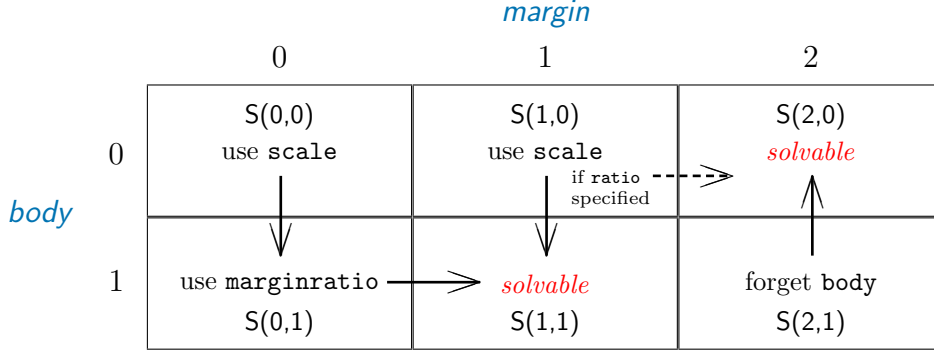 margin
0 1 2
S(0,0) S(1,0) S(2,0)
0 use scale use scale solvable
if ratio
specified
body
1 use marginratio solvable forget body
S(0,1) S(1,1) S(2,1)